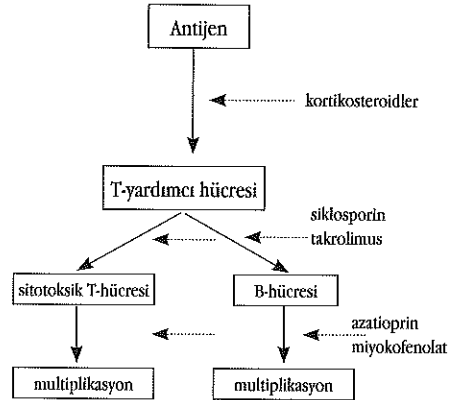 Antijen
kortikosteroidler
T-yardımcı hücresi
siklosporin
takrolimus
sitotoksik T-hücresi
B-hücresi
azatioprin
miyokofenolat
multiplikasyon
multiplikasyon